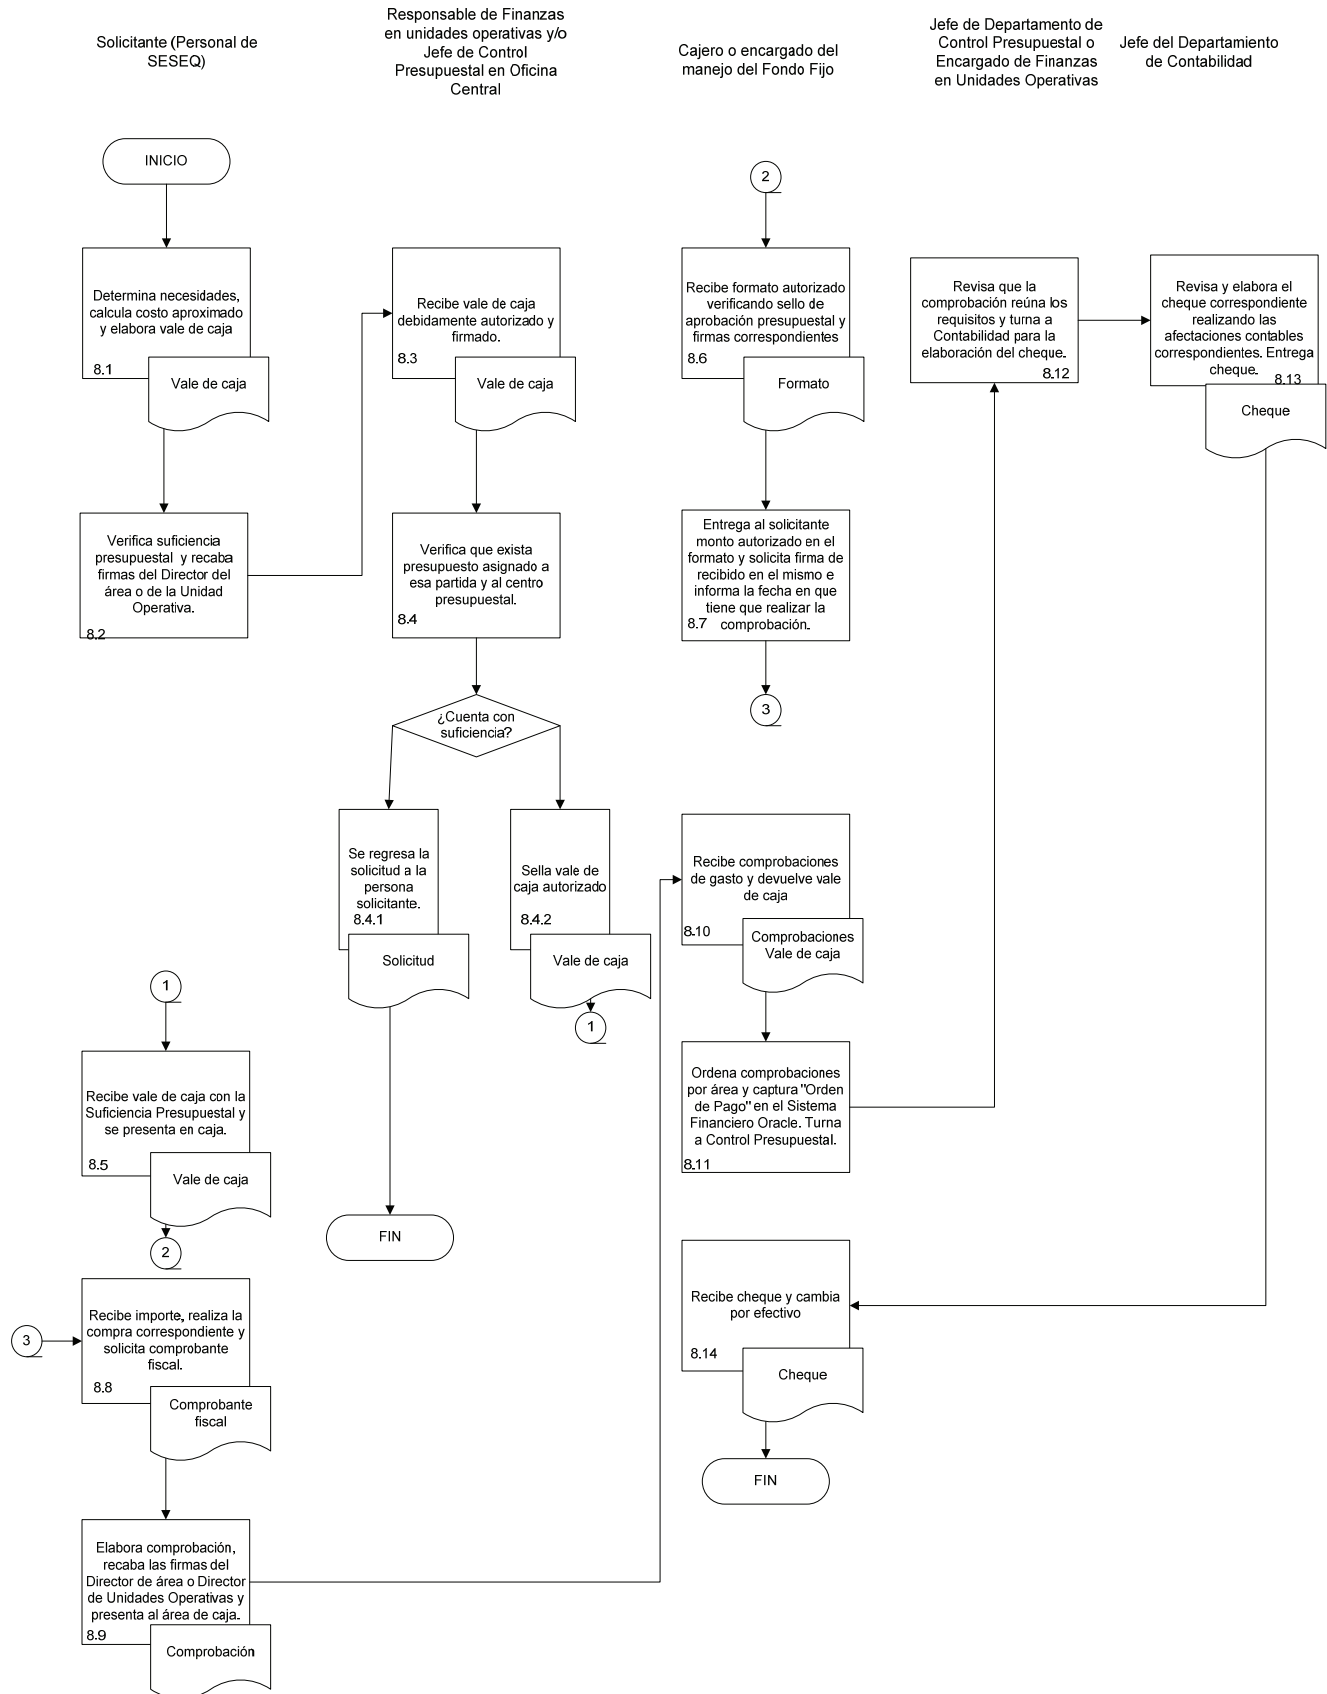 Solicitante (Personal de
SESEQ)
Responsable de Finanzas
en unidades operativas y/o
Jefe de Control
Presupuestal en Oficina
Central
Cajero o encargado del
manejo del Fondo Fijo
Jefe de Departamento de
Control Presupuestal o
Encargado de Finanzas
en Unidades Operativas
Jefe del Departamiento
de Contabilidad
INICIO
Determina necesidades,
calcula costo aproximado
y elabora vale de caja
8.1
Vale de caja
Verifica suficiencia
presupuestal y recaba
firmas del Director del
área o de la Unidad
Operativa.
8.2
Recibe vale de caja
debidamente autorizado y
firmado.
8.3
Vale de caja
Verifica que exista
presupuesto asignado a
esa partida y al centro
presupuestal.
8.4
¿Cuenta con
suficiencia?
Se regresa la
solicitud a la
persona
solicitante.
8.4.1
Solicitud
FIN
Sella vale de
caja autorizado
8.4.2
Vale de caja
1
1
Recibe vale de caja con la
Suficiencia Presupuestal y
se presenta en caja.
8.5
Vale de caja
2
2
Recibe formato autorizado
verificando sello de
aprobación presupuestal y
firmas correspondientes
8.6
Formato
Entrega al solicitante
monto autorizado en el
formato y solicita firma de
recibido en el mismo e
informa la fecha en que
tiene que realizar la
comprobación.
8.7
3
3
Recibe importe, realiza la
compra correspondiente y
solicita comprobante
fiscal.
8.8
Comprobante
fiscal
Elabora comprobación,
recaba las firmas del
Director de área o Director
de Unidades Operativas y
presenta al área de caja.
8.9
Comprobación
Recibe comprobaciones
de gasto y devuelve vale
de caja
8.10
Comprobaciones
Vale de caja
Ordena comprobaciones
por área y captura "Orden
de Pago" en el Sistema
Financiero Oracle. Turna
a Control Presupuestal.
8.11
Revisa que la
comprobación reúna los
requisitos y turna a
Contabilidad para la
elaboración del cheque.
8.12
Revisa y elabora el
cheque correspondiente
realizando las
afectaciones contables
correspondientes. Entrega
cheque.
8.13
Cheque
Recibe cheque y cambia
por efectivo
8.14
Cheque
FIN